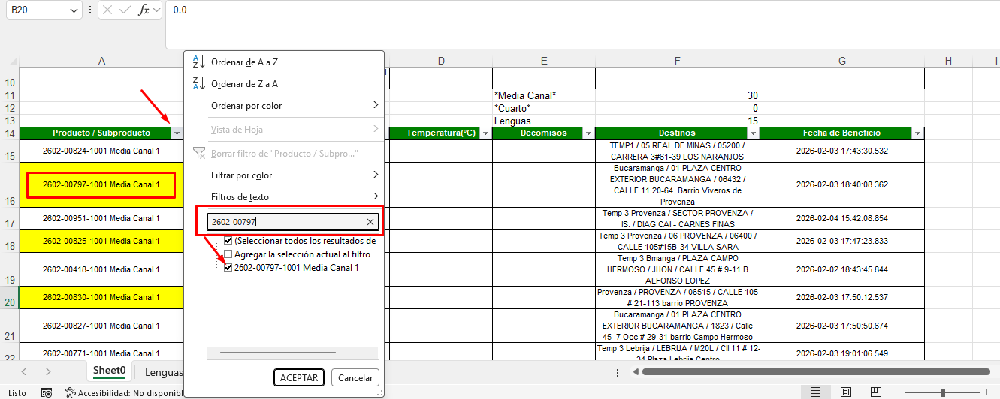 B20
fx
0.0
A
D
E
F
G
H
I
10
11
*Media Canal*
30
12
*Cuarto*
0
13
Lenguas
15
14
Producto / Subproducto
Temperatura(°C)
Decomisos
Destinos
Fecha de Beneficio
15
2602-00824-1001 Media Canal 1
TEMP1 / 05 REAL DE MINAS / 05200 /
CARRERA 3#61-39 LOS NARANJOS
2026-02-03 17:43:30.532
16
2602-00797-1001 Media Canal 1
Bucaramanga / 01 PLAZA CENTRO
EXTERIOR BUCARAMANGA / 06432 /
CALLE 11 20-64 Barrio Viveros de
Provenza
2026-02-03 18:40:08.362
17
2602-00951-1001 Media Canal 1
Temp 3 Provenza / SECTOR PROVENZA /
IS. / DIAG CAI - CARNES FINAS
2026-02-04 15:42:08.854
18
2602-00825-1001 Media Canal 1
Temp 3 Provenza / 06 PROVENZA / 06400 /
CALLE 105#15B-34 VILLA SARA
2026-02-03 17:47:23.833
19
2602-00418-1001 Media Canal 1
Temp 3 Bmanga / PLAZA CAMPO
HERMOSO / JHON / CALLE 45 # 9-11 B
ALFONSO LOPEZ
2026-02-02 18:43:45.844
20
2602-00830-1001 Media Canal 1
Provenza / PROVENZA / 06515 / CALLE 105
# 21-113 barrio PROVENZA
2026-02-03 17:50:12.537
21
2602-00827-1001 Media Canal 1
Bucaramanga / 01 PLAZA CENTRO
EXTERIOR BUCARAMANGA / 1823 / Calle
45 7 Occ # 29-31 barrio Campo Hermoso
2026-02-03 17:50:50.674
22
2602-00771-1001 Media Canal 1
Temp 3 Lebrija / LEBRIJA / M20L / Cll 11 # 12-
34 Plaza Lebrija Centro
2026-02-03 19:01:06.549
Ordenar de A a Z
Ordenar de Z a A
Ordenar por color
Vista de Hoja
Borrar filtro de "Producto / Subpro..."
Filtrar por color
Filtros de texto
2602-00797
(Seleccionar todos los resultados de
Agregar la selección actual al filtro
2602-00797-1001 Media Canal 1
ACEPTAR
Cancelar
Sheet0
Lenguas
Listo
Accesibilidad: No disponibl